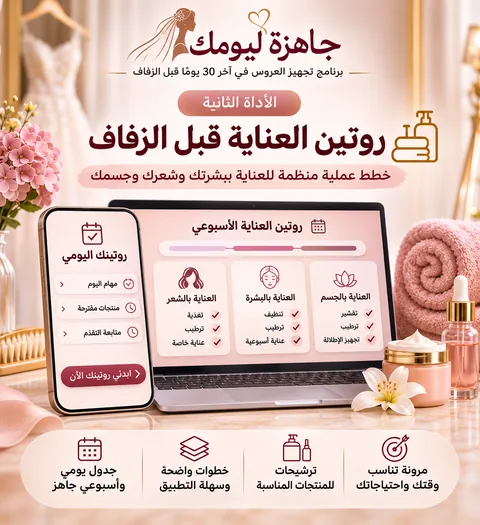 جاهزة ليومك
برنامج تجهيز العروس في آخر 30 يومًا قبل الزفاف
الأداة الثانية
روتين العناية قبل الزفاف
خطط عملية منظمة للعناية ببشرتك وشعرك وجسمك
روتين العناية الأسبوعي
العناية بالجسم
تقشير
ترطيب
تجهيز الإطلالة
العناية بالبشرة
تنظيف
ترطيب
عناية أسبوعية
العناية بالشعر
تغذية
ترطيب
عناية خاصة
روتينك اليومي
مهام اليوم
منتجات مقترحة
متابعة التقدم
ابدئي روتينك الآن
مرونة تناسب
وقتك واحتياجاتك
ترشيحات
للمنتجات المناسبة
خطوات واضحة
وسهلة التطبيق
جدول يومي
وأسبوعي جاهز